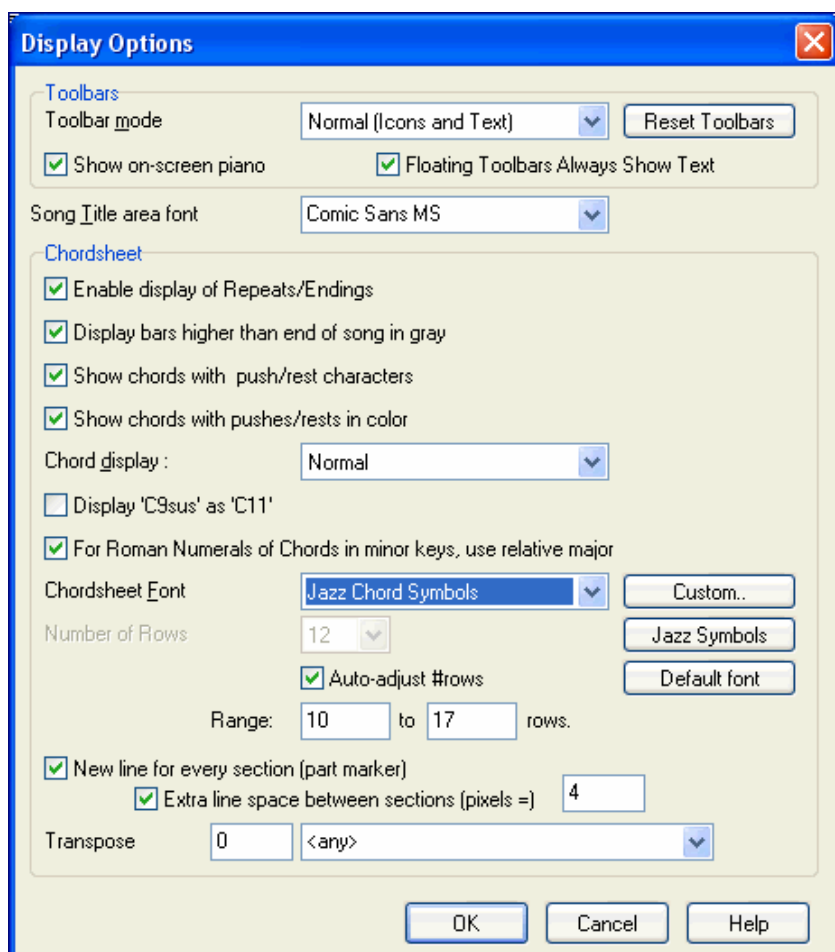 Display Options
Toolbars
Toolbar mode Normal (Icons and Text) Reset Toolbars
Show on-screen piano Floating Toolbars Always Show Text
Song Title area font Comic Sans MS
Chordsheet
Enable display of Repeats/Endings
Display bars higher than end of song in gray
Show chords with push/rest characters
Show chords with pushes/rests in color
Chord display : Normal
Display 'C9sus' as 'C11'
For Roman Numerals of Chords in minor keys, use relative major
Chordsheet Font Jazz Chord Symbols Custom..
Number of Rows 12 Jazz Symbols
Auto-adjust #rows Default font
Range: 10 to 17 rows.
New line for every section (part marker)
Extra line space between sections (pixels =) 4
Transpose 0 <any>
OK Cancel Help